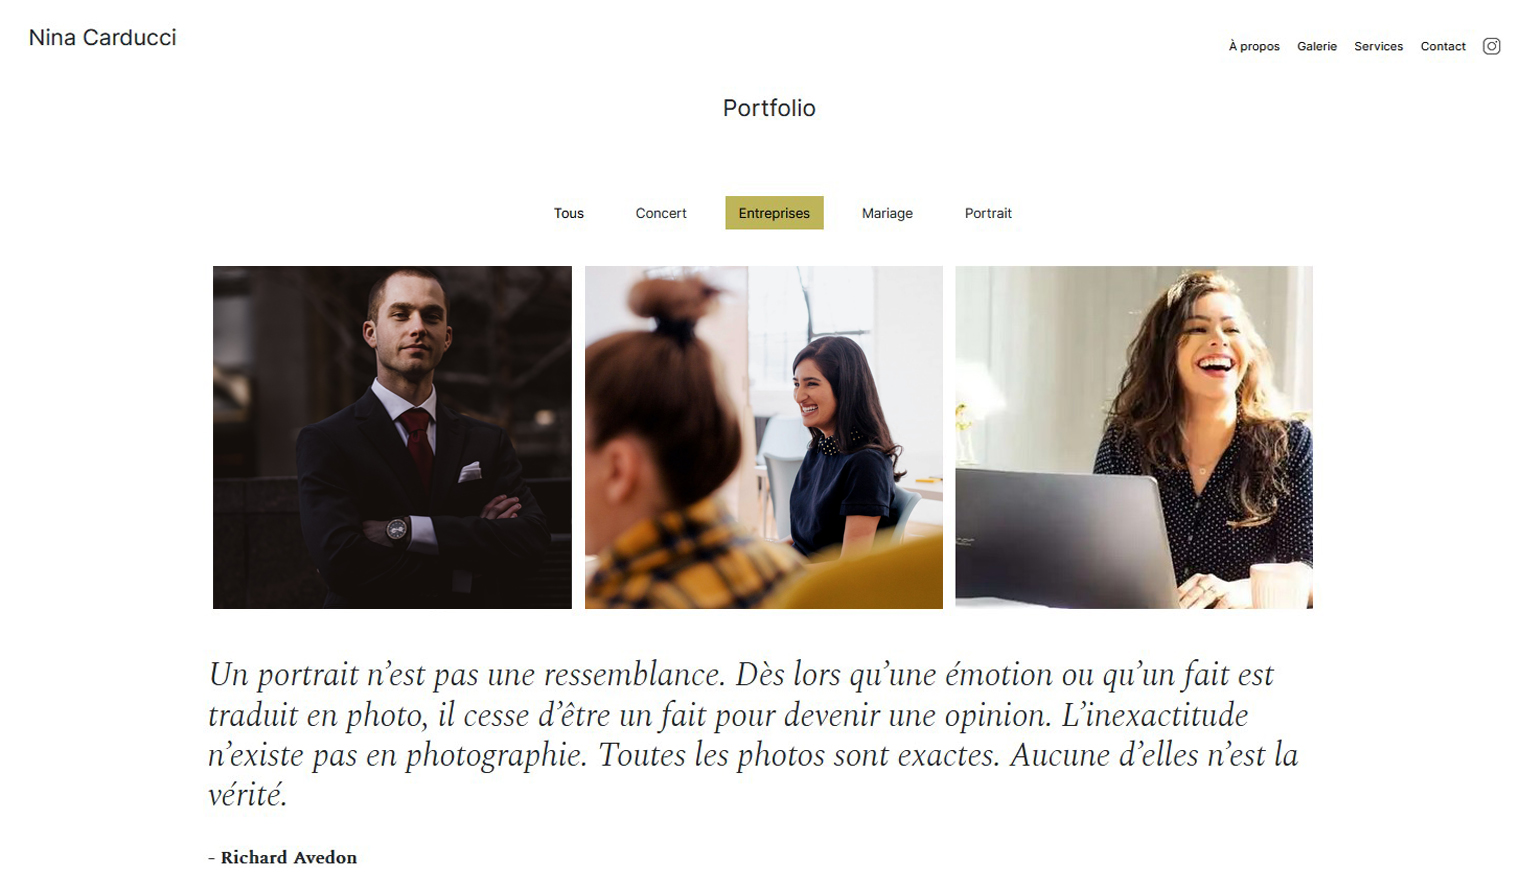 Nina Carducci
À propos Galerie Services Contact
Portfolio
Tous Concert Entreprises Mariage Portrait
Un portrait n’est pas une ressemblance. Dès lors qu’une émotion ou qu’un fait est
traduit en photo, il cesse d’être un fait pour devenir une opinion. L’inexactitude
n’existe pas en photographie. Toutes les photos sont exactes. Aucune d’elles n’est la
vérité.
- Richard Avedon